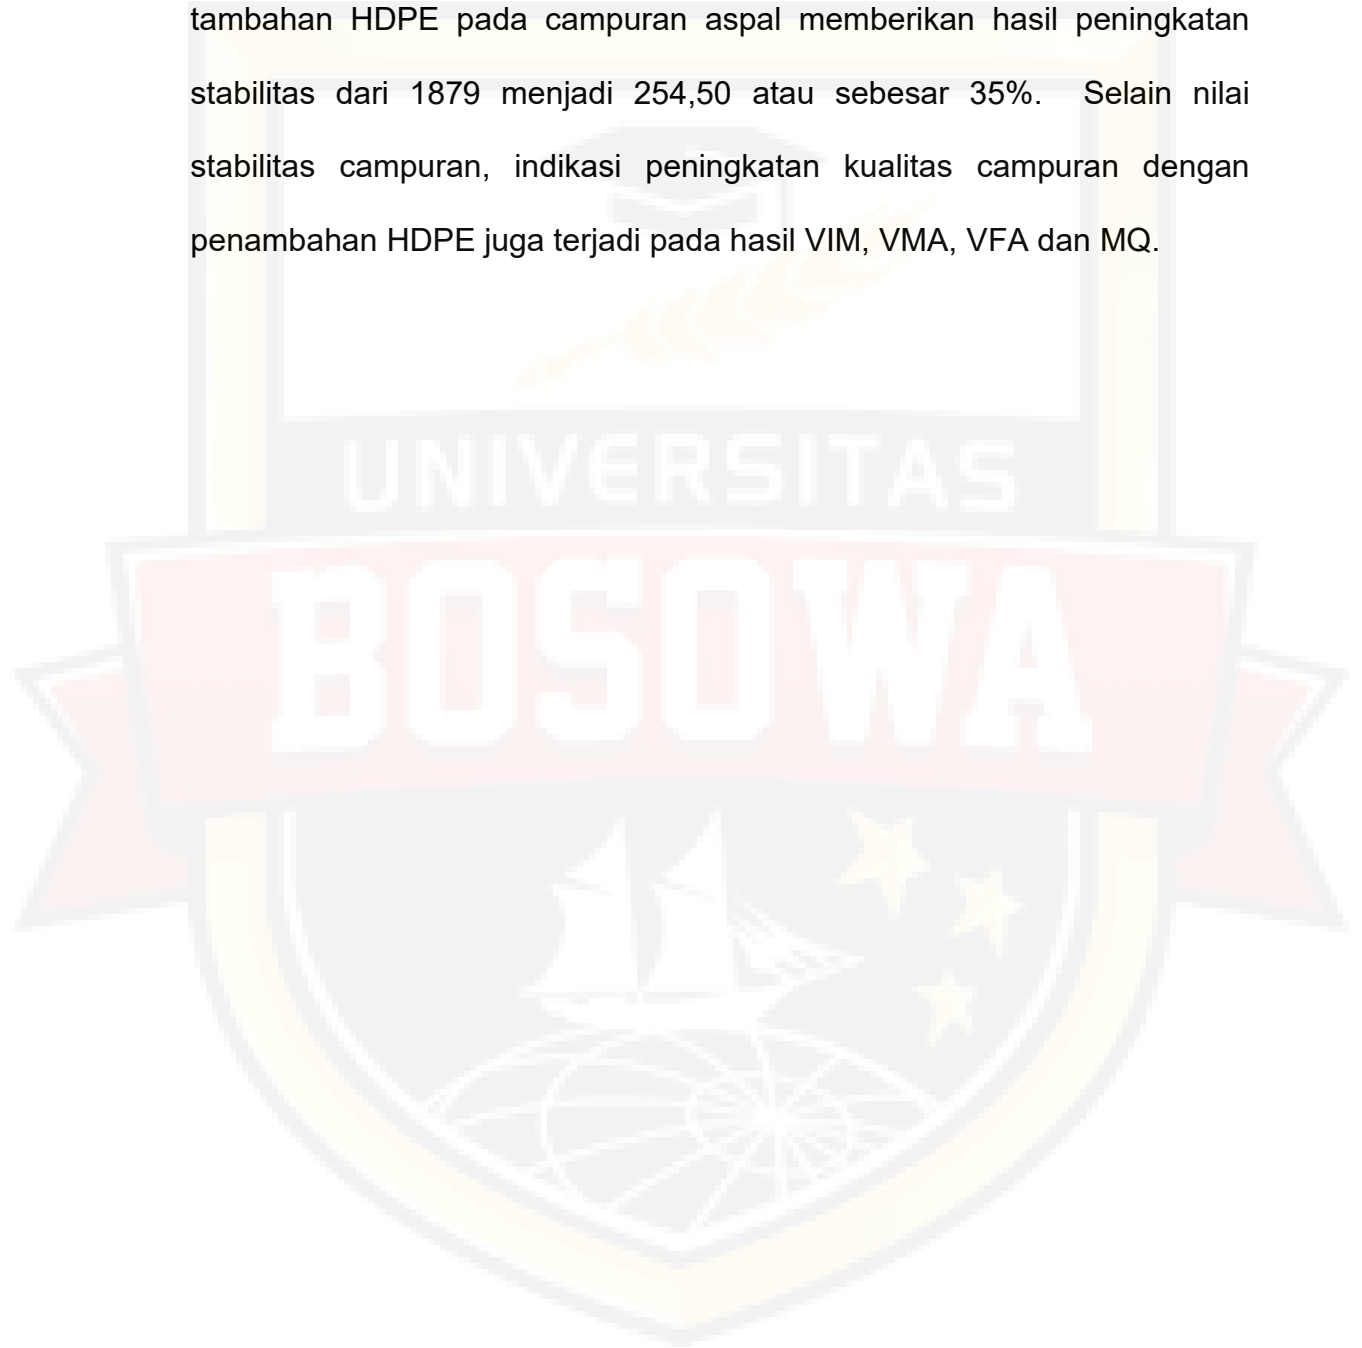 tambahan HDPE pada campuran aspal memberikan hasil peningkatan
stabilitas dari 1879 menjadi 254,50 atau sebesar 35%. Selain nilai
stabilitas campuran, indikasi peningkatan kualitas campuran dengan
penambahan HDPE juga terjadi pada hasil VIM, VMA, VFA dan MQ.
UNIVERSITAS
BOSOWA